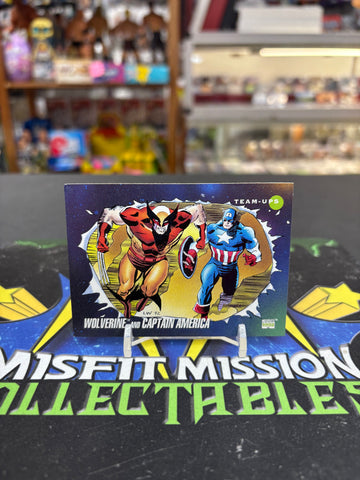 TEAM-UPS
WOLVERINE AND CAPTAIN AMERICA
MISFIT MISSION
COLLECTABLES